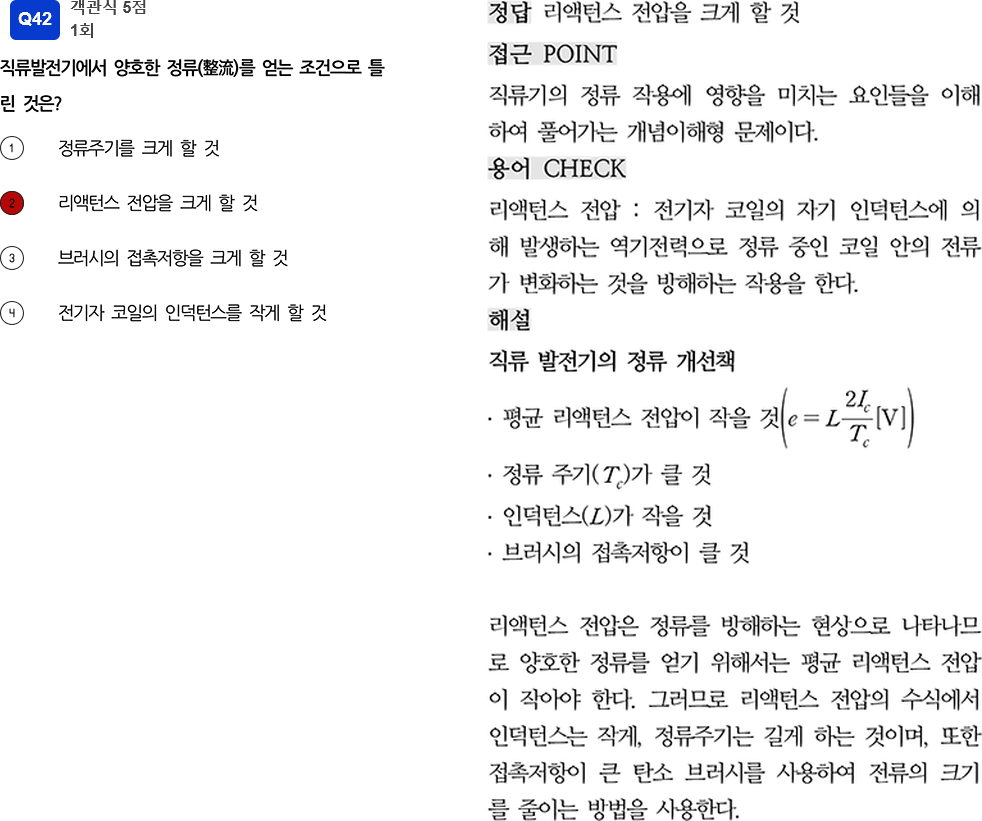 Q42
객관식 5점
1회
직류발전기에서 양호한 정류(整流)를 얻는 조건으로 틀
린 것은?
1 정류주기를 크게 할 것
2 리액턴스 전압을 크게 할 것
3 브러시의 접촉저항을 크게 할 것
4 전기자 코일의 인덕턴스를 작게 할 것
정답 리액턴스 전압을 크게 할 것
접근 POINT
직류기의 정류 작용에 영향을 미치는 요인들을 이해
하여 풀어가는 개념이해형 문제이다.
용어 CHECK
리액턴스 전압 : 전기자 코일의 자기 인덕턴스에 의
해 발생하는 역기전력으로 정류 중인 코일 안의 전류
가 변화하는 것을 방해하는 작용을 한다.
해설
직류 발전기의 정류 개선책
· 평균 리액턴스 전압이 작을 것(e = L 2I_c/T_c [V])
· 정류 주기(T_c)가 클 것
· 인덕턴스(L)가 작을 것
· 브러시의 접촉저항이 클 것
리액턴스 전압은 정류를 방해하는 현상으로 나타나므
로 양호한 정류를 얻기 위해서는 평균 리액턴스 전압
이 작아야 한다. 그러므로 리액턴스 전압의 수식에서
인덕턴스는 작게, 정류주기는 길게 하는 것이며, 또한
접촉저항이 큰 탄소 브러시를 사용하여 전류의 크기
를 줄이는 방법을 사용한다.